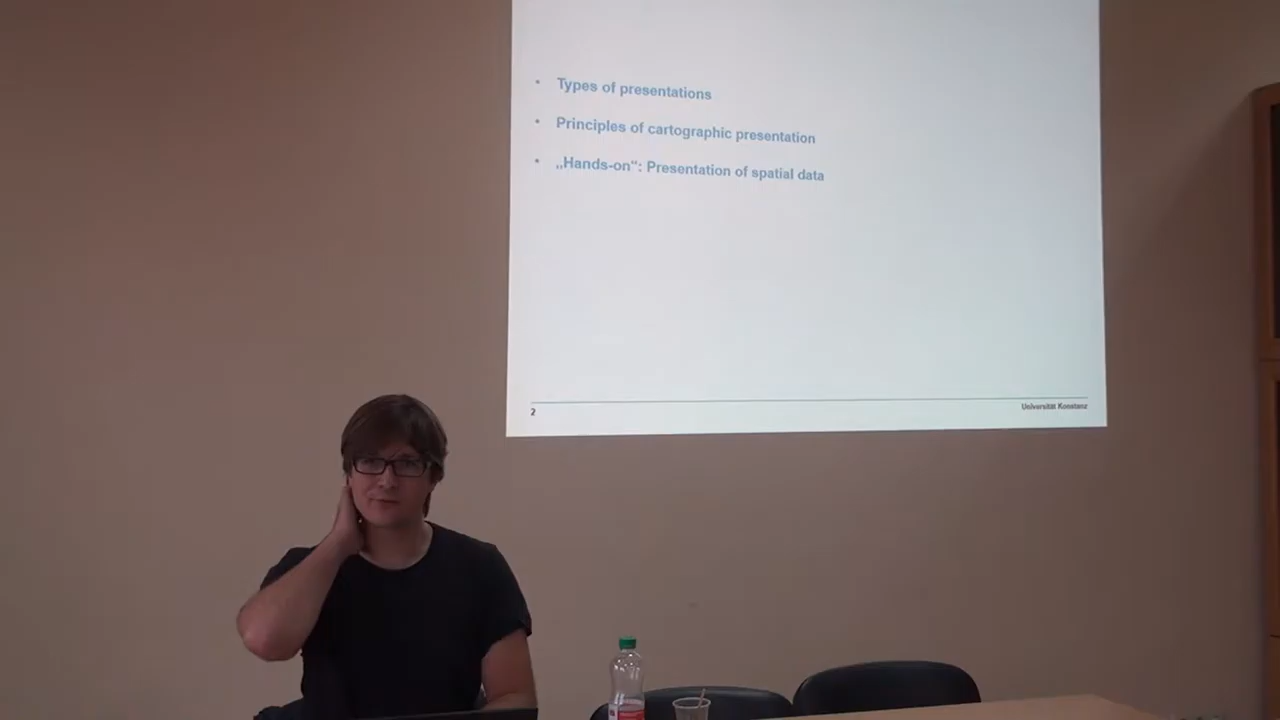 • Types of presentations
• Principles of cartographic presentation
• „Hands-on“: Presentation of spatial data
2
Universität Konstanz